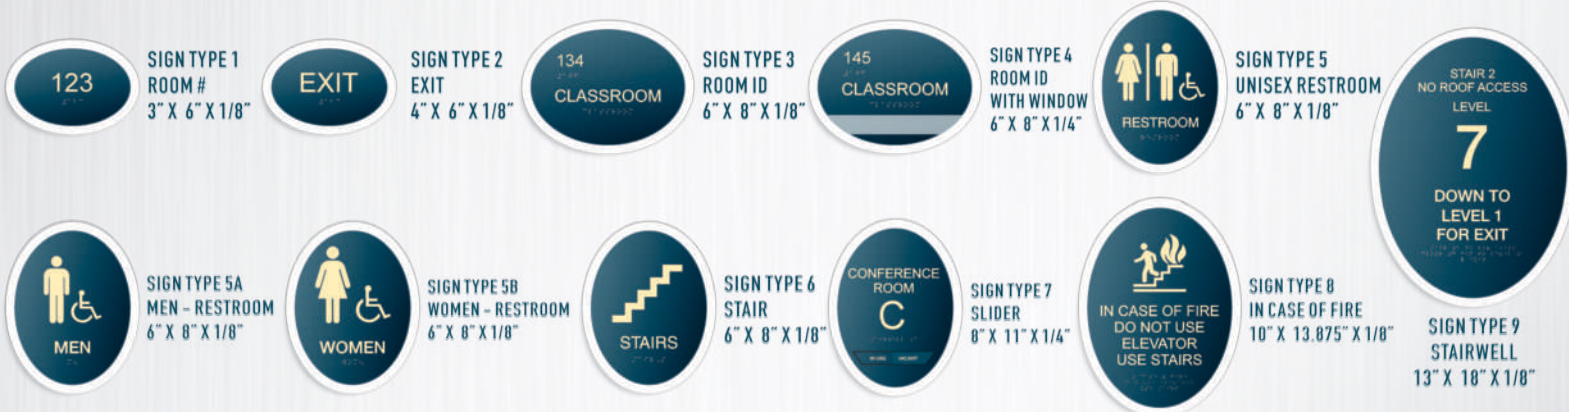 123
SIGN TYPE 1
ROOM #
3" X 6" X 1/8"
EXIT
SIGN TYPE 2
EXIT
4" X 6" X 1/8"
134
CLASSROOM
SIGN TYPE 3
ROOM ID
6" X 8" X 1/8"
145
CLASSROOM
SIGN TYPE 4
ROOM ID
WITH WINDOW
6" X 8" X 1/4"
RESTROOM
SIGN TYPE 5
UNISEX RESTROOM
6" X 8" X 1/8"
STAIR 2
NO ROOF ACCESS
LEVEL
7
DOWN TO
LEVEL 1
FOR EXIT
SIGN TYPE 9
STAIRWELL
13" X 18" X 1/8"
MEN
SIGN TYPE 5A
MEN – RESTROOM
6" X 8" X 1/8"
WOMEN
SIGN TYPE 5B
WOMEN – RESTROOM
6" X 8" X 1/8"
STAIRS
SIGN TYPE 6
STAIR
6" X 8" X 1/8"
CONFERENCE
ROOM
C
IN USE VACANT
SIGN TYPE 7
SLIDER
8" X 11" X 1/4"
IN CASE OF FIRE
DO NOT USE
ELEVATOR
USE STAIRS
SIGN TYPE 8
IN CASE OF FIRE
10" X 13.875" X 1/8"